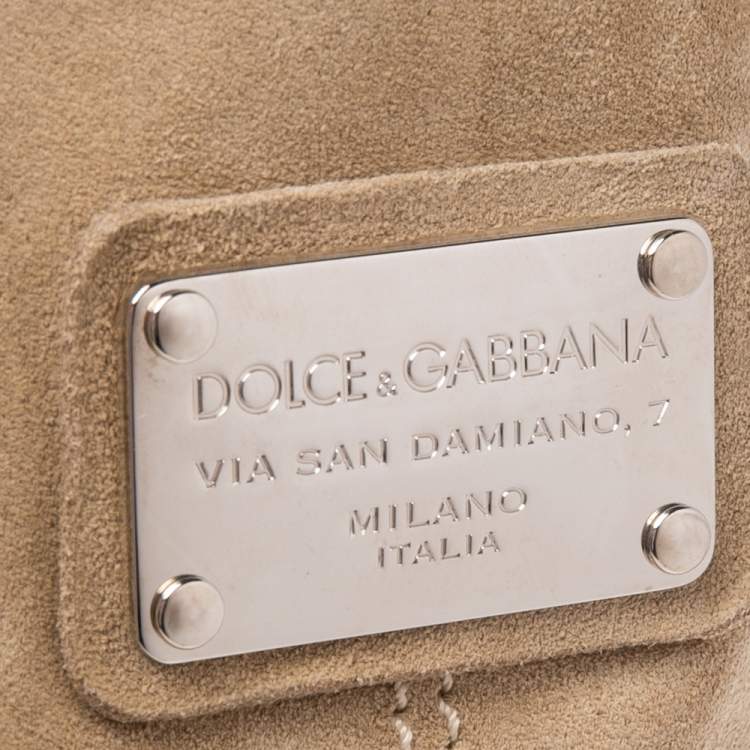 DOLCE & GABBANA
VIA SAN DAMIANO, 7
MILANO
ITALIA